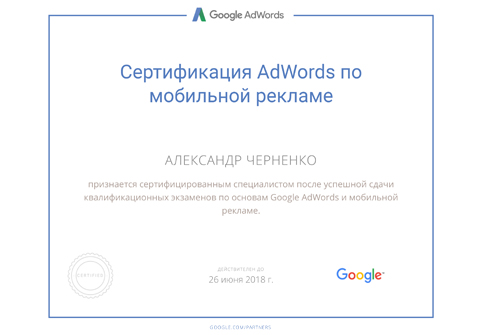 Google AdWords
Сертификация AdWords по
мобильной рекламе
АЛЕКСАНДР ЧЕРНЕНКО
признается сертифицированным специалистом после успешной сдачи
квалификационных экзаменов по основам Google AdWords и мобильной
рекламе.
CERTIFIED
ДЕЙСТВИТЕЛЕН ДО
26 июня 2018 г.
Google
GOOGLE.COM/PARTNERS